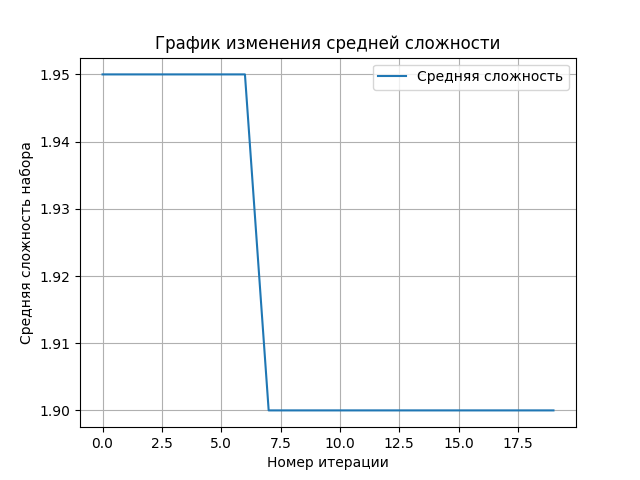 График изменения средней сложности
Средняя сложность
1.95
1.94
1.93
1.92
1.91
1.90
Средняя сложность набора
0.0 2.5 5.0 7.5 10.0 12.5 15.0 17.5
Номер итерации